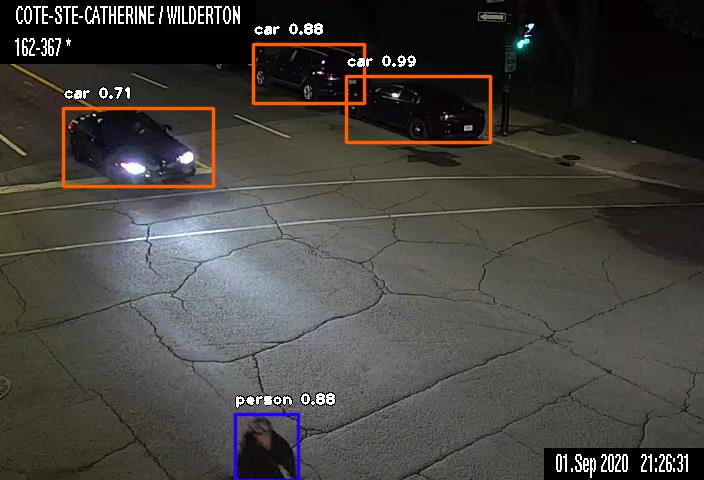 COTE-STE-CATHERINE / WILDERTON
162-367 *
car 0.88
car 0.99
car 0.71
person 0.88
01.Sep 2020 21:26:31